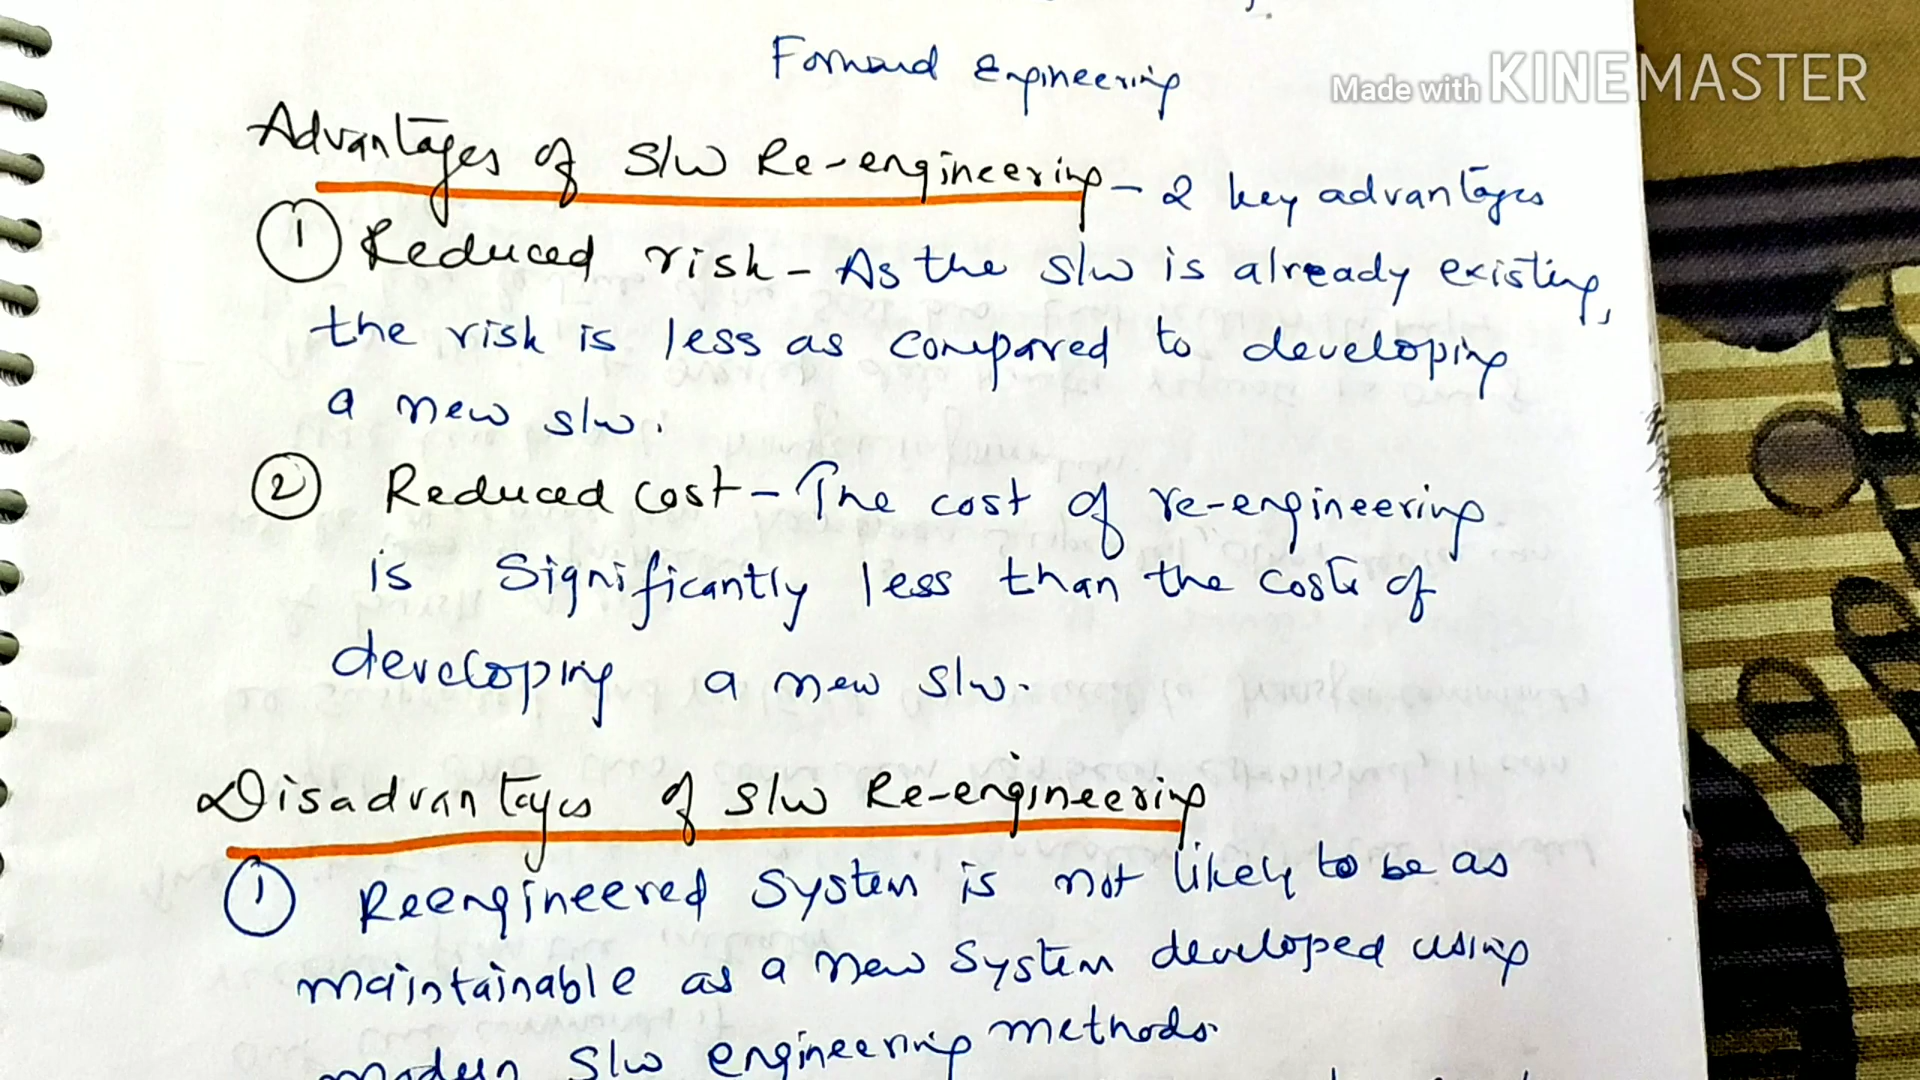 Forward Engineering
Made with KINEMASTER
Advantages of S/W Re-engineering - 2 key advantages
1 Reduced risk - As the s/w is already existing,
the risk is less as compared to developing
a new s/w.
2 Reduced cost - The cost of re-engineering
is significantly less than the costs of
developing a new s/w.
Disadvantages of S/W Re-engineering
1 Reengineered system is not likely to be as
maintainable as a new system developed using
modern s/w engineering methods.